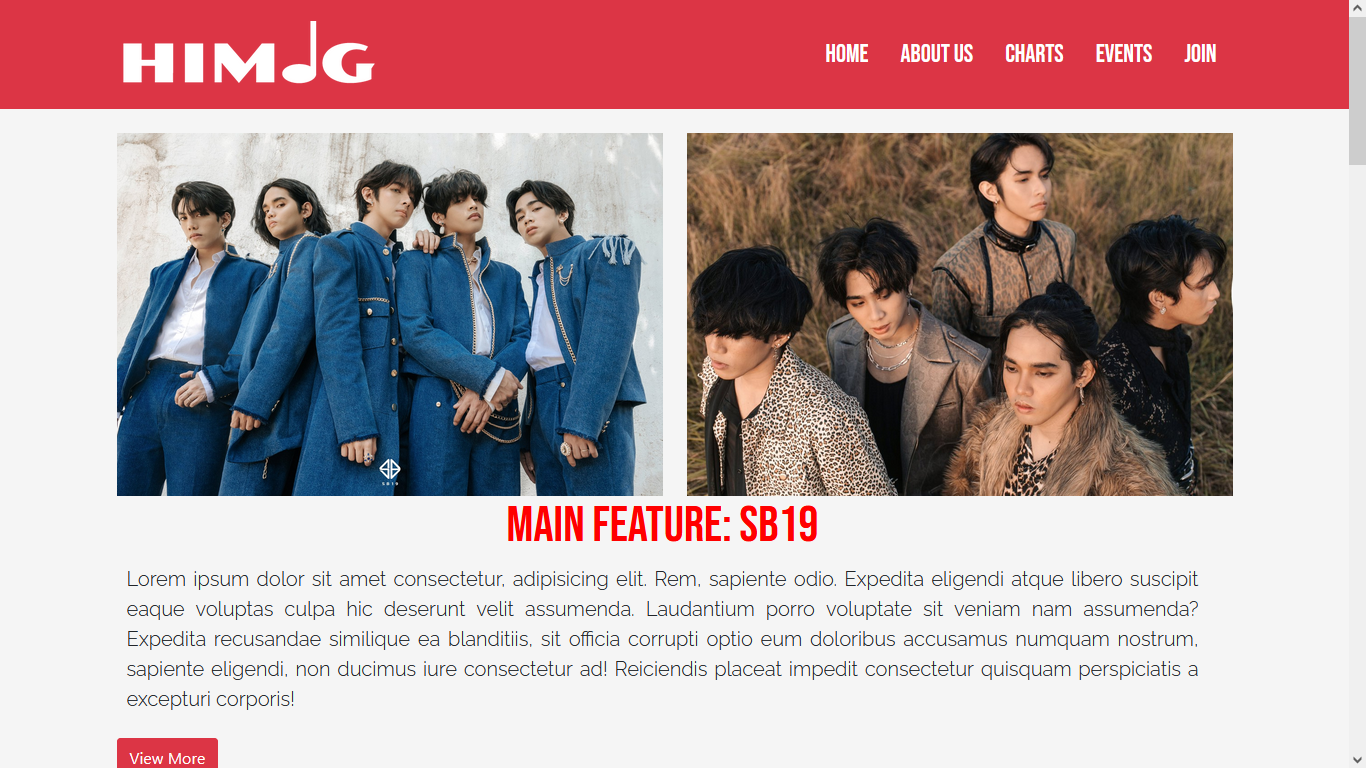 HIMIG
HOME ABOUT US CHARTS EVENTS JOIN
SB19
MAIN FEATURE: SB19
Lorem ipsum dolor sit amet consectetur, adipisicing elit. Rem, sapiente odio. Expedita eligendi atque libero suscipit
eaque voluptas culpa hic deserunt velit assumenda. Laudantium porro voluptate sit veniam nam assumenda?
Expedita recusandae similique ea blanditiis, sit officia corrupti optio eum doloribus accusamus numquam nostrum,
sapiente eligendi, non ducimus iure consectetur ad! Reiciendis placeat impedit consectetur quisquam perspiciatis a
excepturi corporis!
View More